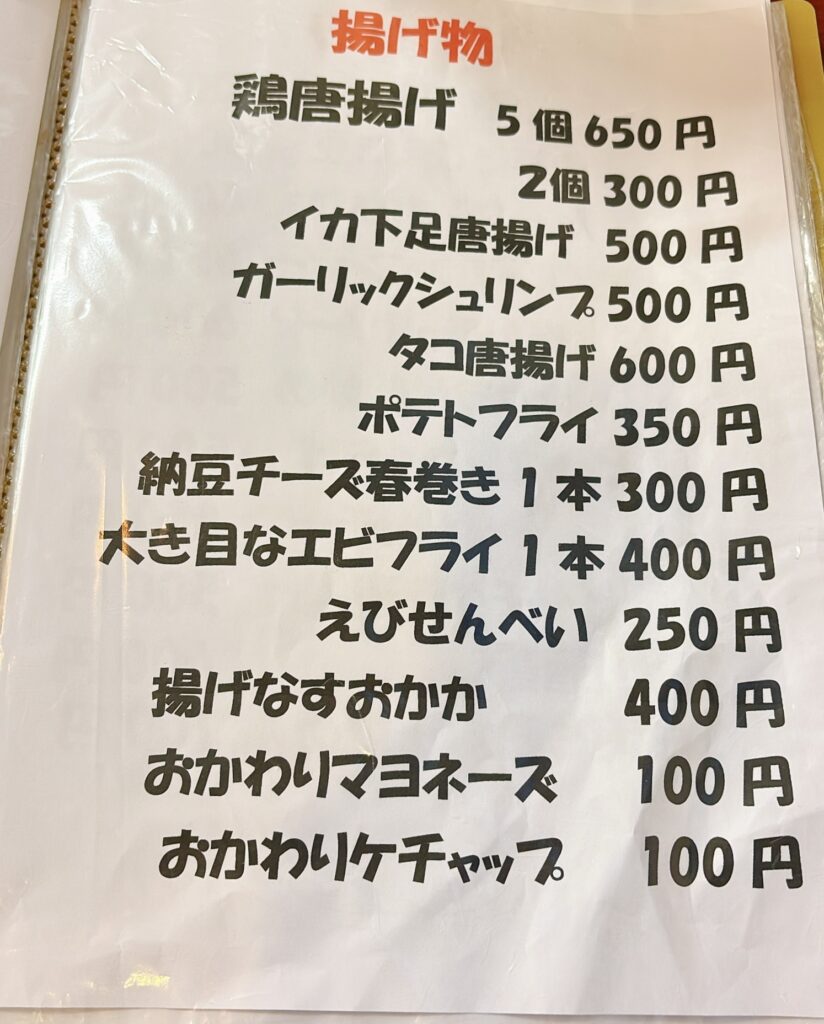 揚げ物
鶏唐揚げ 5個650円
2個300円
イカ下足唐揚げ 500円
ガーリックシュリンプ 500円
タコ唐揚げ 600円
ポテトフライ 350円
納豆チーズ春巻き1本300円
大き目なエビフライ1本400円
えびせんべい 250円
揚げなすおかか 400円
おかわりマヨネーズ 100円
おかわりケチャップ 100円